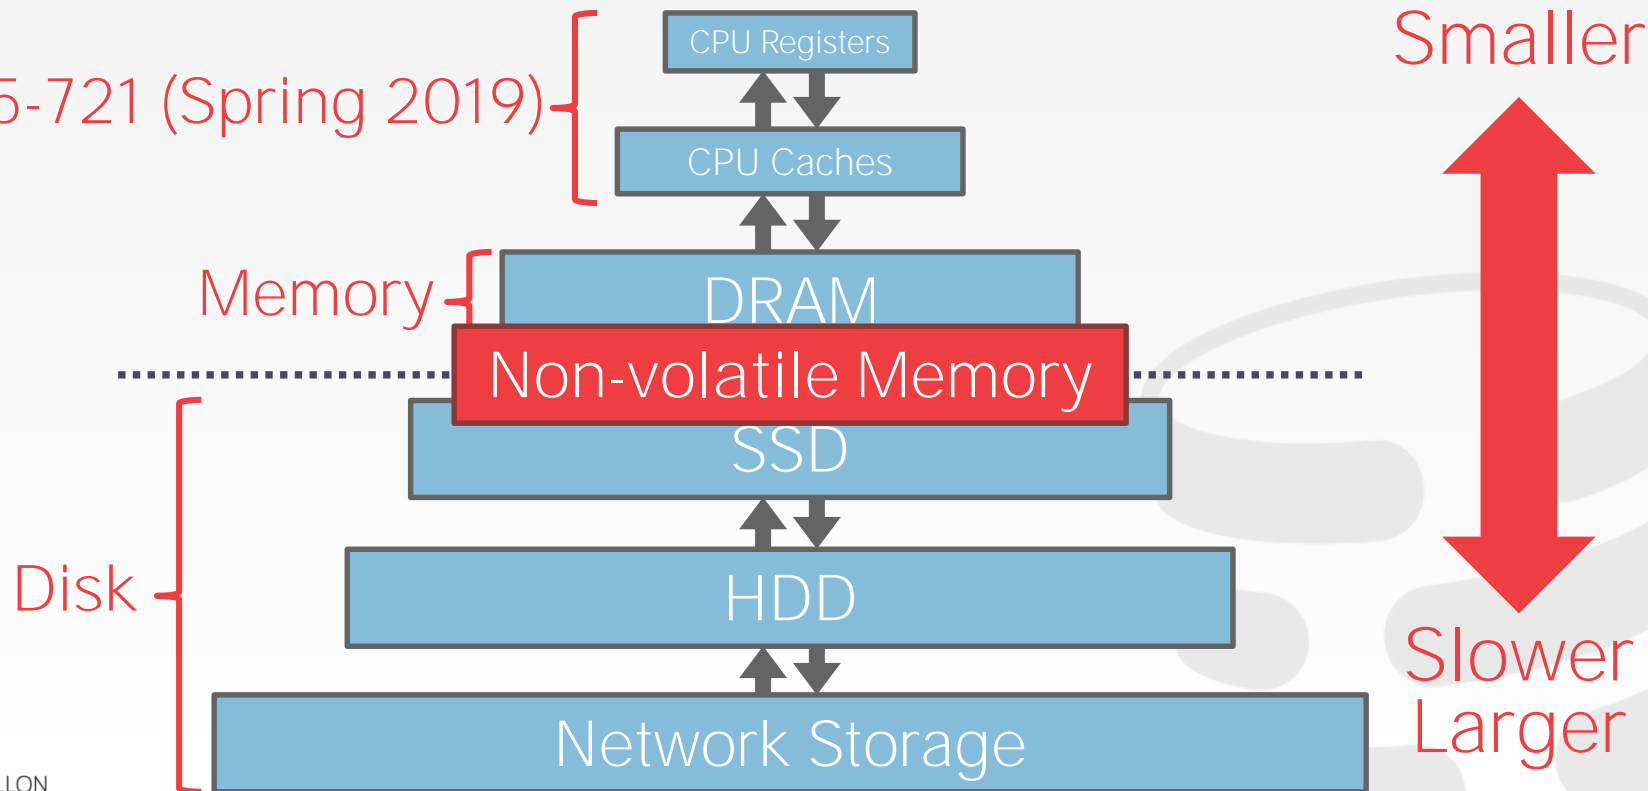 CPU Registers
Smaller
5-721 (Spring 2019)
CPU Caches
Memory
DRAM
Non-volatile Memory
SSD
Disk
HDD
Slower
Larger
Network Storage